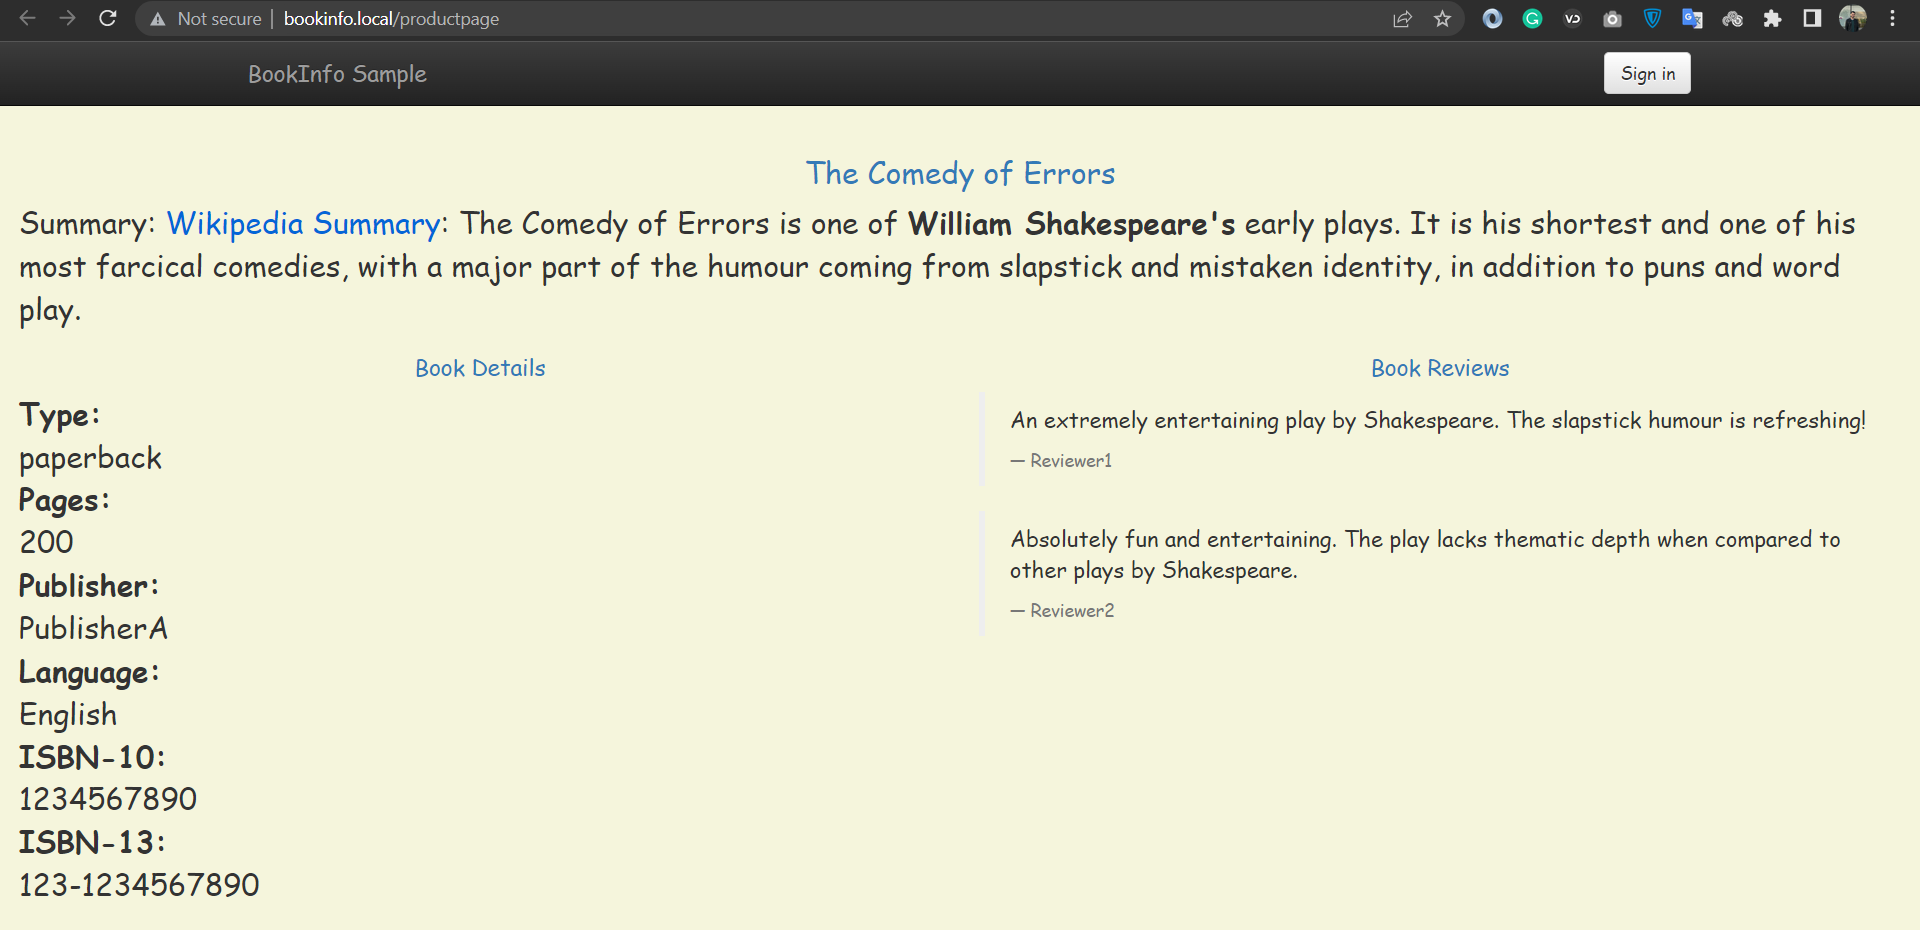 Not secure | bookinfo.local/productpage
BookInfo Sample
Sign in
The Comedy of Errors
Summary: Wikipedia Summary: The Comedy of Errors is one of William Shakespeare's early plays. It is his shortest and one of his
most farcical comedies, with a major part of the humour coming from slapstick and mistaken identity, in addition to puns and word
play.
Book Details
Type:
paperback
Pages:
200
Publisher:
PublisherA
Language:
English
ISBN-10:
1234567890
ISBN-13:
123-1234567890
Book Reviews
An extremely entertaining play by Shakespeare. The slapstick humour is refreshing!
— Reviewer1
Absolutely fun and entertaining. The play lacks thematic depth when compared to
other plays by Shakespeare.
— Reviewer2